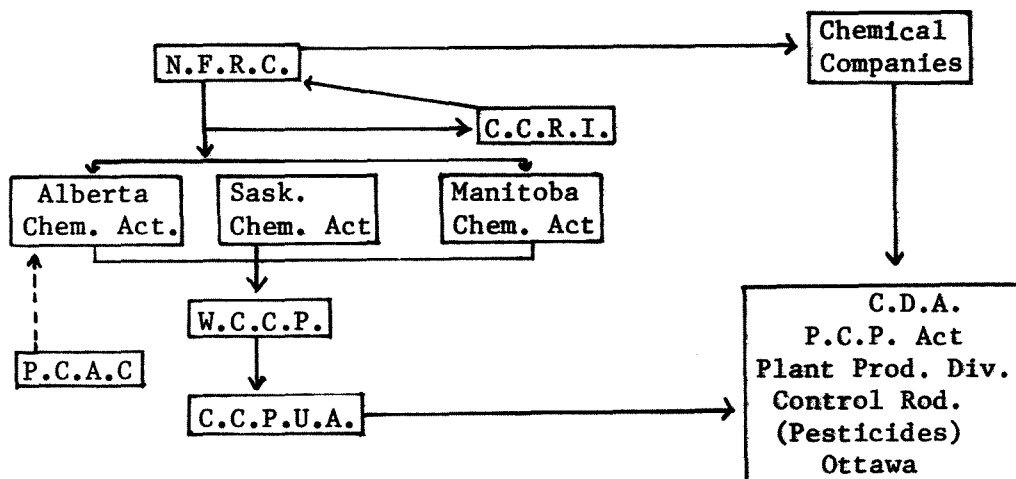 Chemical
Companies
N.F.R.C.
C.C.R.I.
Alberta
Chem. Act.
Sask.
Chem. Act
Manitoba
Chem. Act
W.C.C.P.
P.C.A.C
C.C.P.U.A.
C.D.A.
P.C.P. Act
Plant Prod. Div.
Control Rod.
(Pesticides)
Ottawa